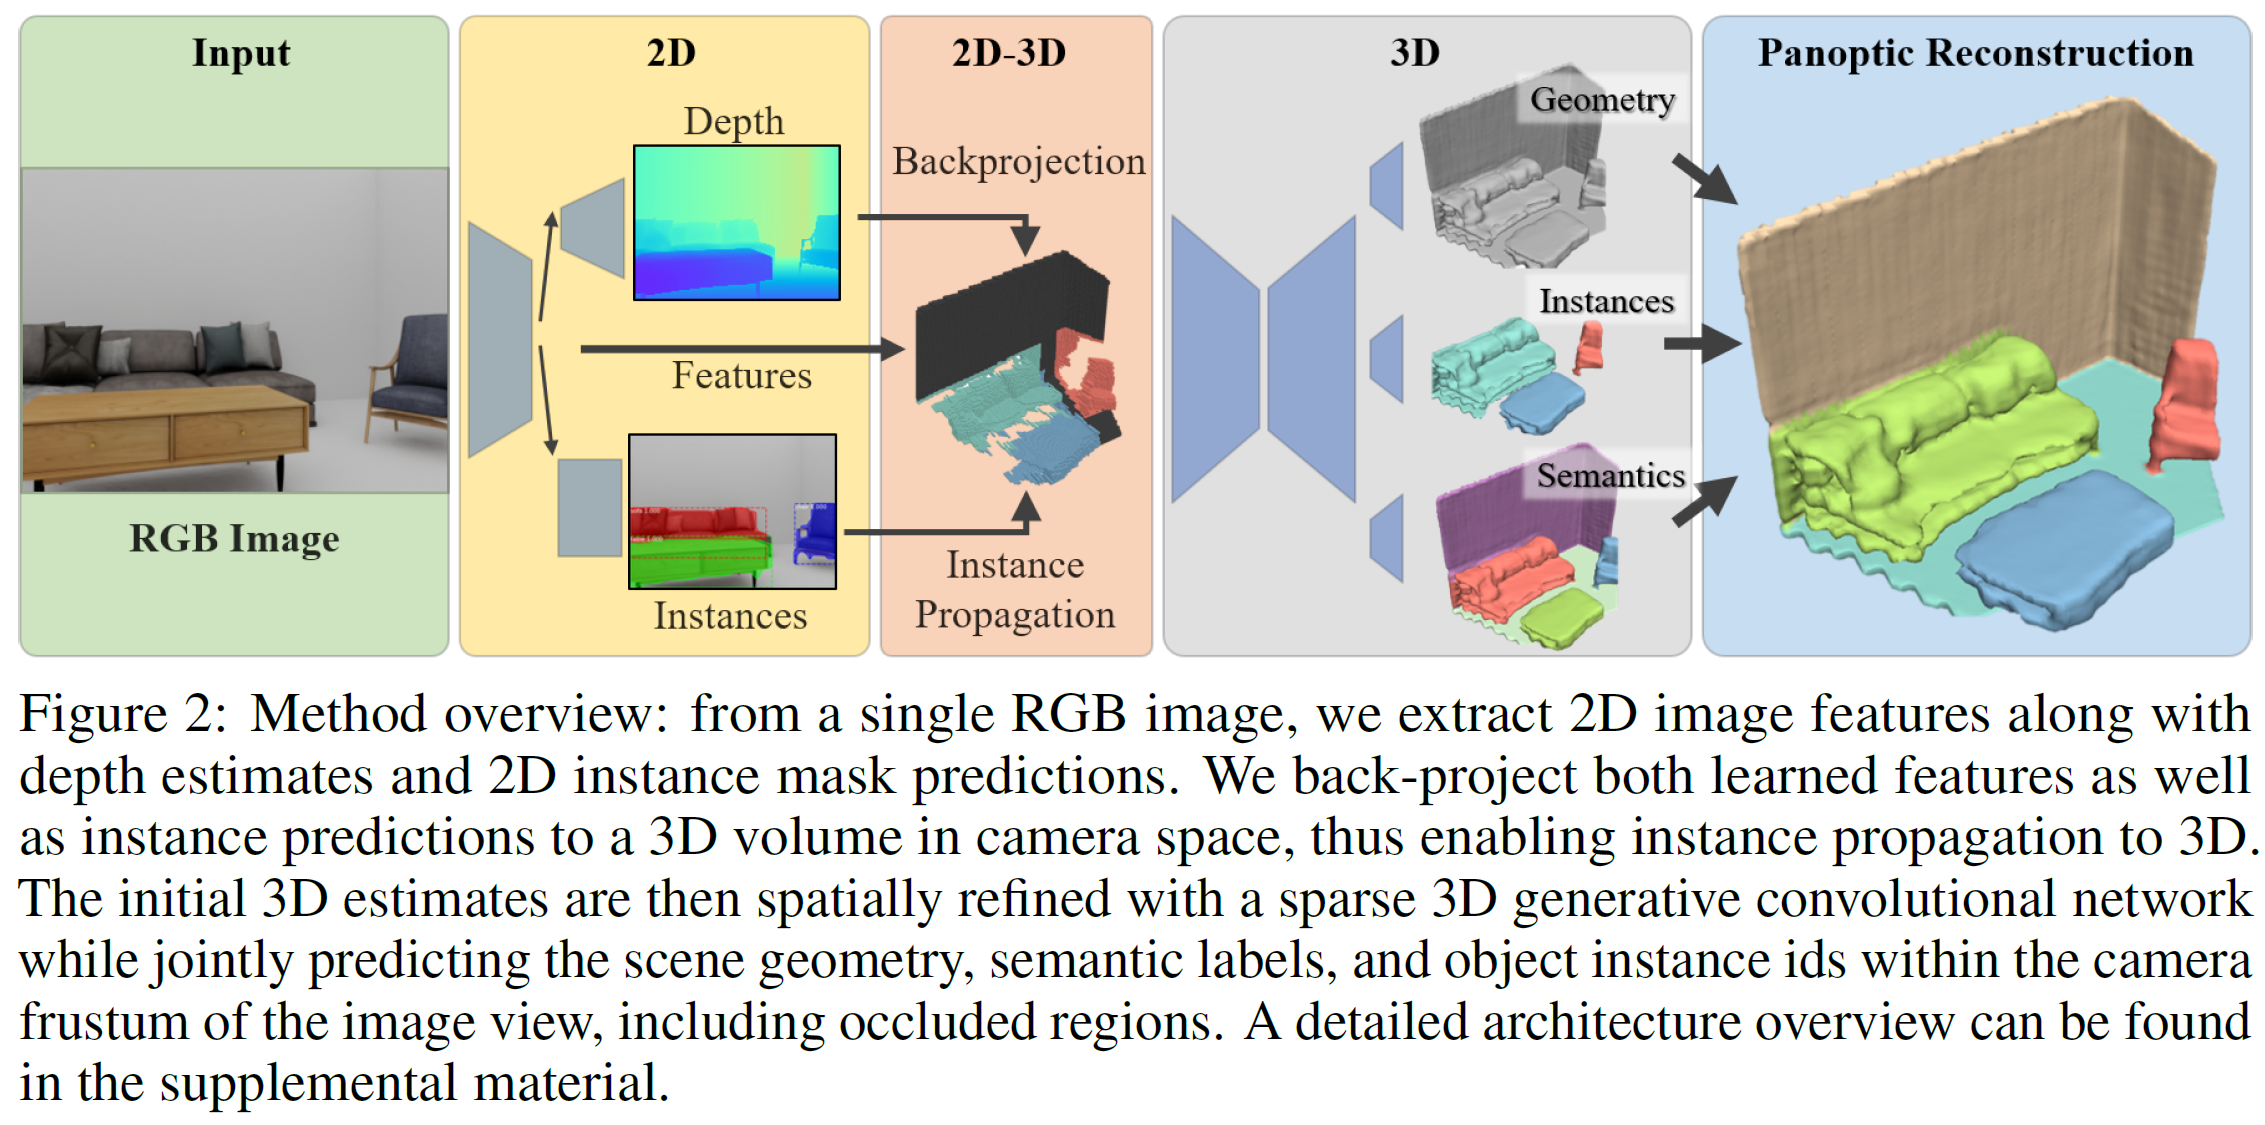 Input
2D
2D-3D
3D
Panoptic Reconstruction
Depth
Backprojection
Features
Instances
Instance
Propagation
Geometry
Instances
Semantics
RGB Image
Figure 2: Method overview: from a single RGB image, we extract 2D image features along with
depth estimates and 2D instance mask predictions. We back-project both learned features as well
as instance predictions to a 3D volume in camera space, thus enabling instance propagation to 3D.
The initial 3D estimates are then spatially refined with a sparse 3D generative convolutional network
while jointly predicting the scene geometry, semantic labels, and object instance ids within the camera
frustum of the image view, including occluded regions. A detailed architecture overview can be found
in the supplemental material.